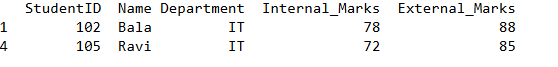 StudentID Name Department Internal_Marks External_Marks
1 102 Bala IT 78 88
4 105 Ravi IT 72 85